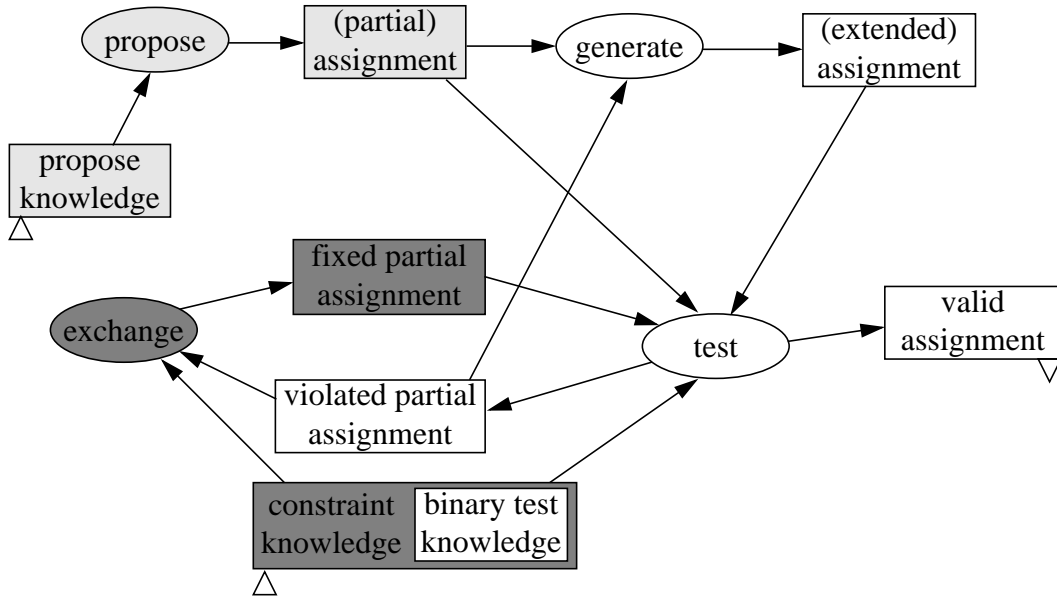 propose
(partial)
assignment
generate
(extended)
assignment
propose
knowledge
fixed partial
assignment
exchange
test
valid
assignment
violated partial
assignment
constraint
knowledge
binary test
knowledge